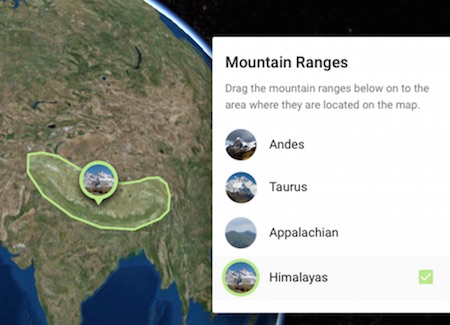 Mountain Ranges
Drag the mountain ranges below on to the
area where they are located on the map.
Andes
Taurus
Appalachian
Himalayas